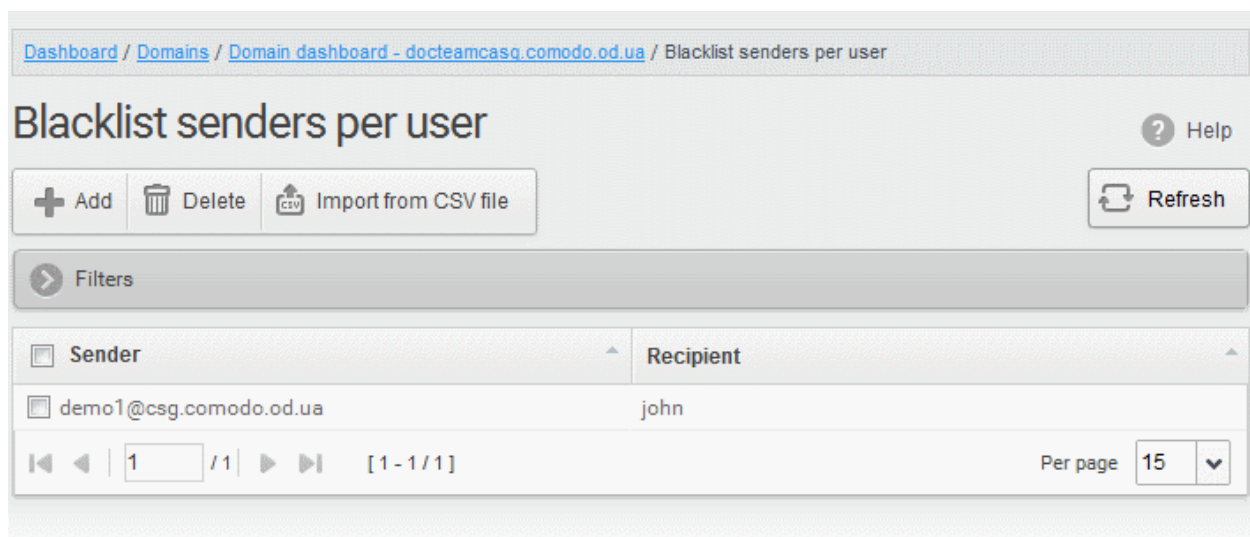 Dashboard / Domains / Domain dashboard - docteamcasg.comodo.od.ua / Blacklist senders per user
Blacklist senders per user
Help
Add Delete CSV Import from CSV file
Refresh
Filters
Sender Recipient
demo1@csg.comodo.od.ua john
1 / 1 [ 1 - 1 / 1 ] Per page 15